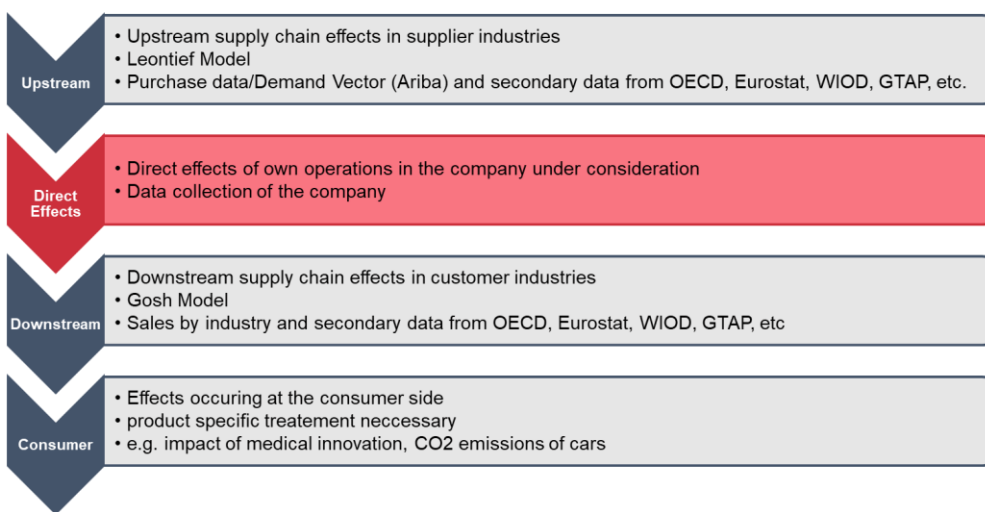 Upstream
• Upstream supply chain effects in supplier industries
• Leontief Model
• Purchase data/Demand Vector (Ariba) and secondary data from OECD, Eurostat, WIOD, GTAP, etc.
Direct
Effects
• Direct effects of own operations in the company under consideration
• Data collection of the company
Downstream
• Downstream supply chain effects in customer industries
• Gosh Model
• Sales by industry and secondary data from OECD, Eurostat, WIOD, GTAP, etc
Consumer
• Effects occuring at the consumer side
• product specific treatement neccessary
• e.g. impact of medical innovation, CO2 emissions of cars